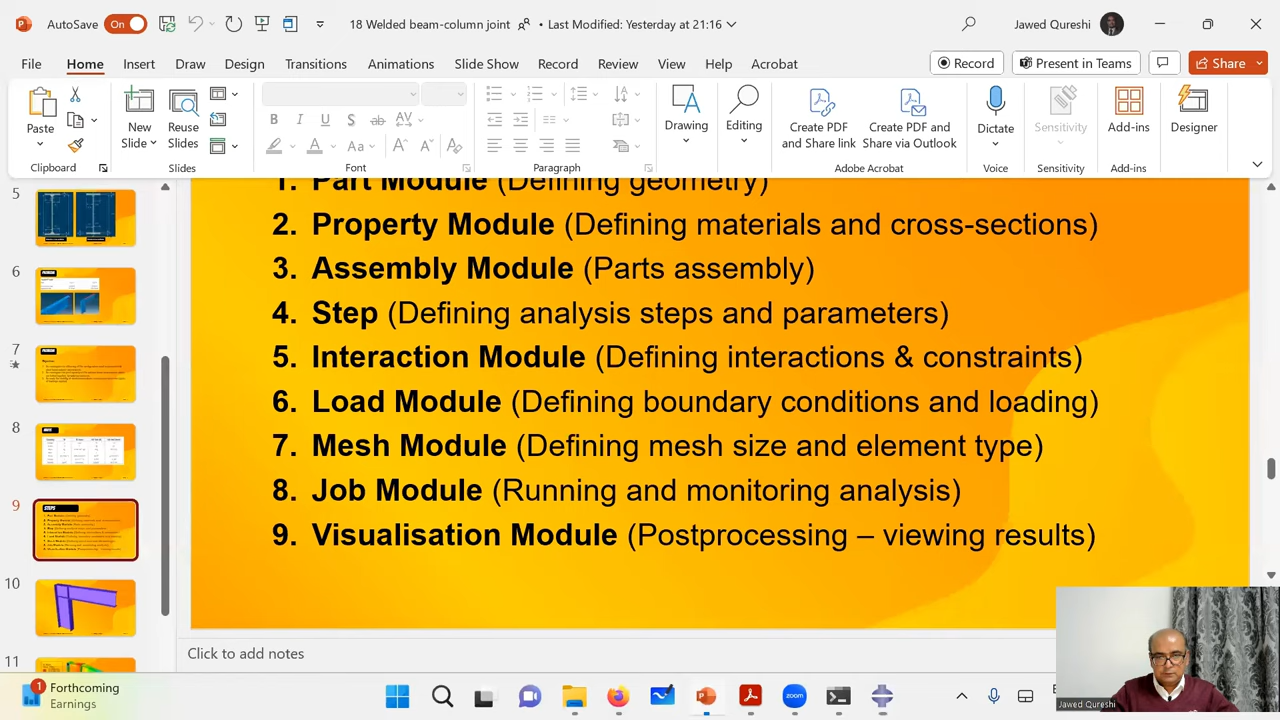 AutoSave On 18 Welded beam-column joint • Last Modified: Yesterday at 21:16 Jawed Qureshi
File Home Insert Draw Design Transitions Animations Slide Show Record Review View Help Acrobat Record Present in Teams Share
Paste New Slide Reuse Slides Drawing Editing Create PDF and Share link Create PDF and Share via Outlook Dictate Sensitivity Add-ins Designer
Clipboard Slides Font Paragraph Adobe Acrobat Voice Sensitivity Add-ins
1. Part Module (Defining geometry)
2. Property Module (Defining materials and cross-sections)
3. Assembly Module (Parts assembly)
4. Step (Defining analysis steps and parameters)
5. Interaction Module (Defining interactions & constraints)
6. Load Module (Defining boundary conditions and loading)
7. Mesh Module (Defining mesh size and element type)
8. Job Module (Running and monitoring analysis)
9. Visualisation Module (Postprocessing – viewing results)
5
6
7
8
9
STEPS
10
11
Click to add notes
1 Forthcoming
Earnings
zoom
Jawed Qureshi